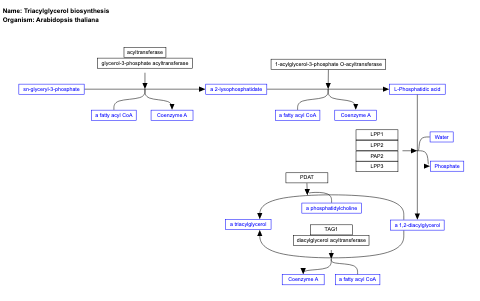 Name: Triacylglycerol biosynthesis
Organism: Arabidopsis thaliana
acyltransferase
glycerol-3-phosphate acyltransferase
1-acylglycerol-3-phosphate O-acyltransferase
sn-glyceryl-3-phosphate
a 2-lysophosphatidate
L-Phosphatidic acid
a fatty acyl CoA
Coenzyme A
a fatty acyl CoA
Coenzyme A
LPP1
LPP2
PAP2
LPP3
Water
Phosphate
PDAT
a phosphatidylcholine
a triacylglycerol
a 1,2-diacylglycerol
TAG1
diacylglycerol acyltransferase
Coenzyme A
a fatty acyl CoA